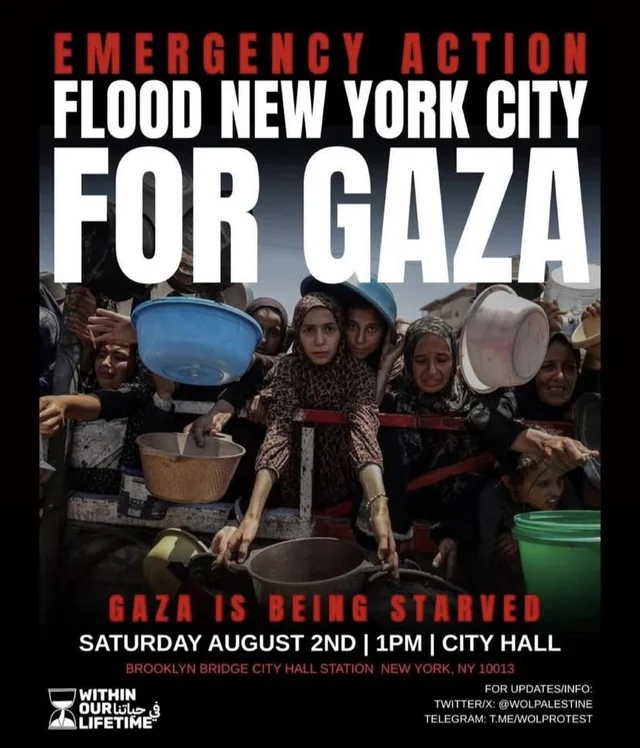 EMERGENCY ACTION
FLOOD NEW YORK CITY
FOR GAZA
GAZA IS BEING STARVED
SATURDAY AUGUST 2ND | 1PM | CITY HALL
BROOKLYN BRIDGE CITY HALL STATION NEW YORK, NY 10013
WITHIN
OUR في حياتنا
LIFETIME
FOR UPDATES/INFO:
TWITTER/X: @WOLPALESTINE
TELEGRAM: T.ME/WOLPROTEST